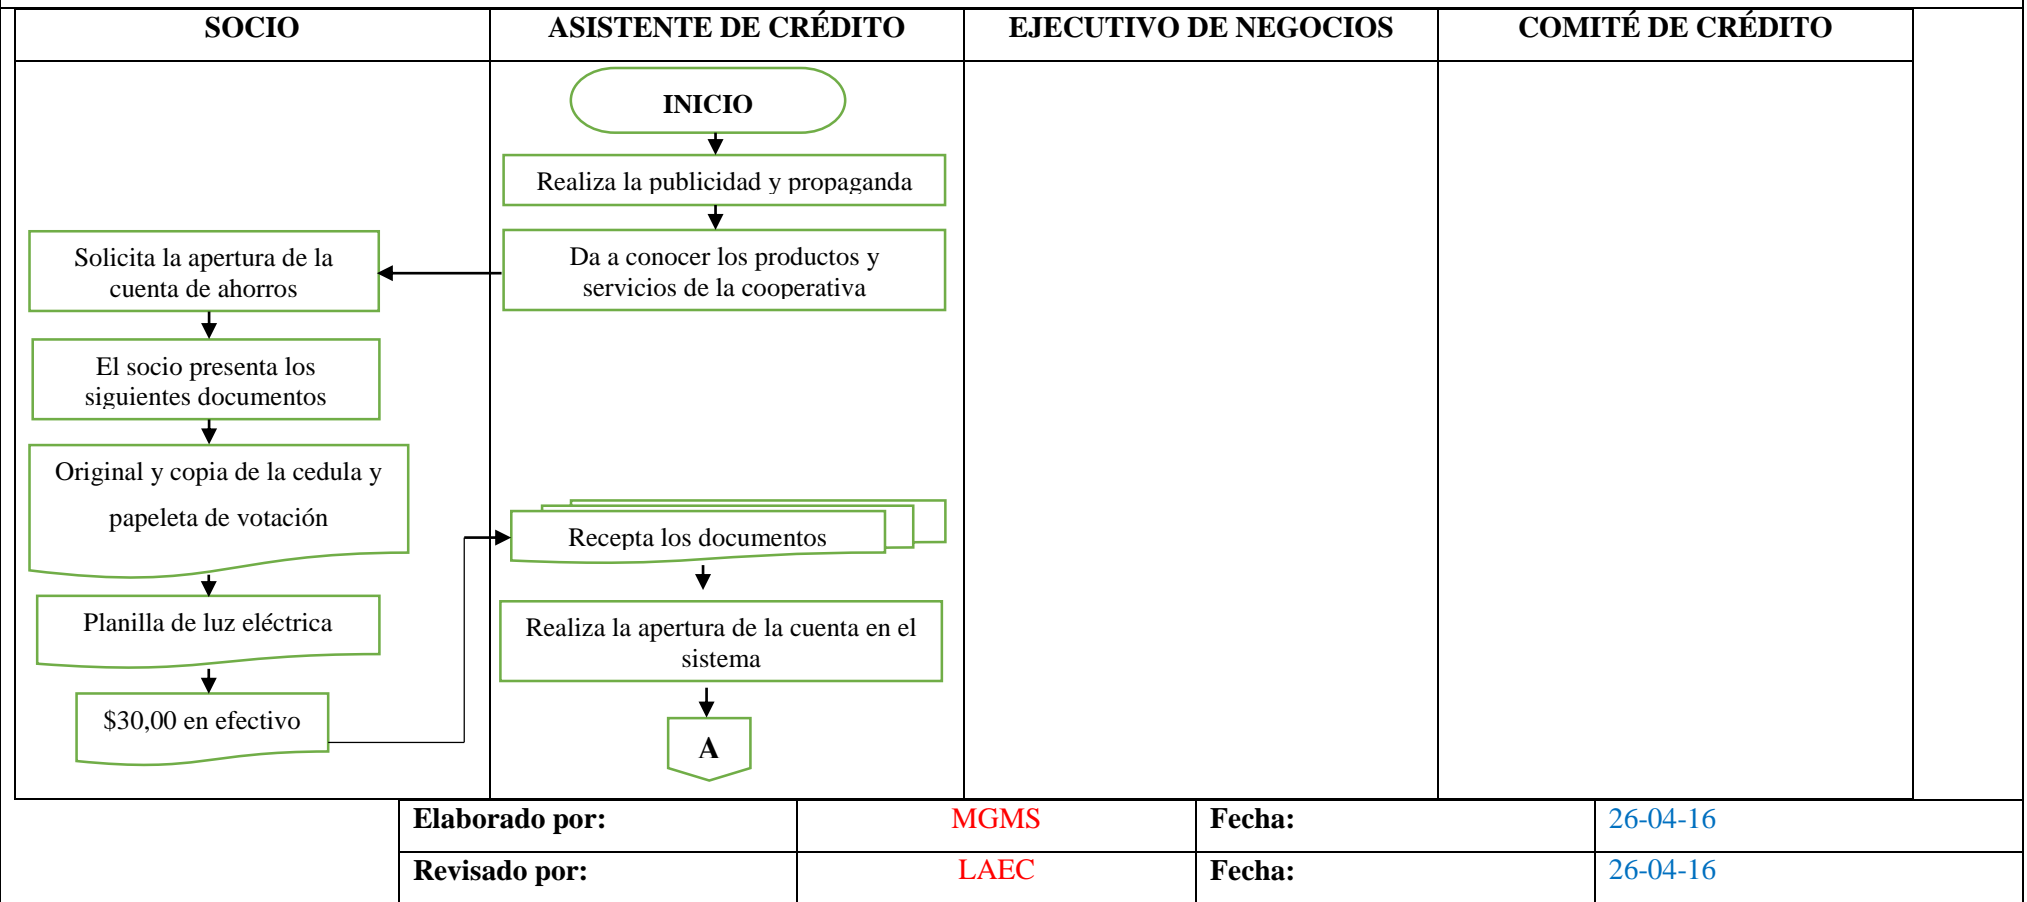 SOCIO
ASISTENTE DE CRÉDITO
EJECUTIVO DE NEGOCIOS
COMITÉ DE CRÉDITO
INICIO
Realiza la publicidad y propaganda
Da a conocer los productos y
servicios de la cooperativa
Solicita la apertura de la
cuenta de ahorros
El socio presenta los
siguientes documentos
Original y copia de la cedula y
papeleta de votación
Planilla de luz eléctrica
$30,00 en efectivo
Recepta los documentos
Realiza la apertura de la cuenta en el
sistema
A
Elaborado por:
MGMS
Fecha:
26-04-16
Revisado por:
LAEC
Fecha:
26-04-16